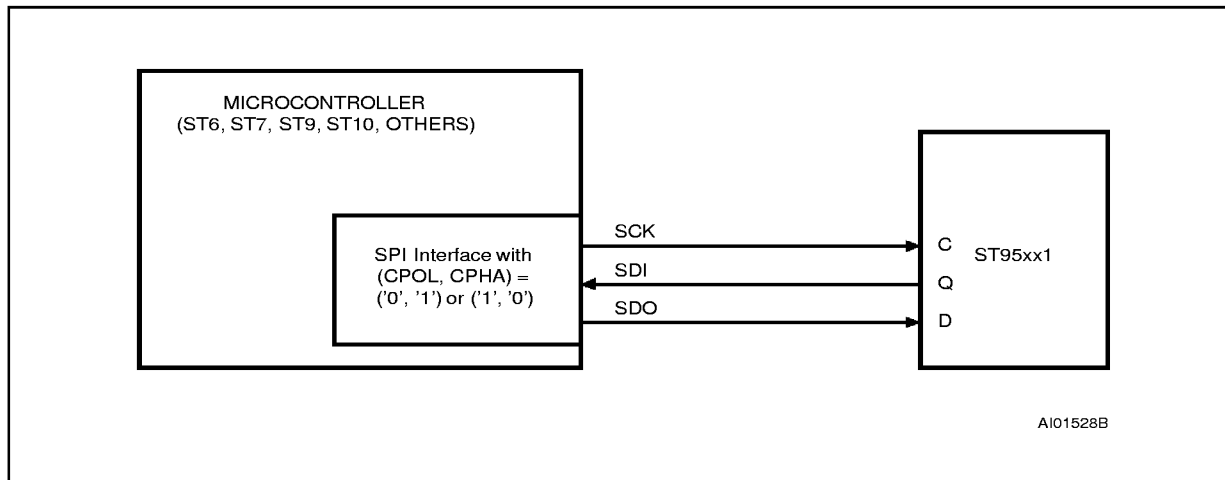 MICROCONTROLLER
(ST6, ST7, ST9, ST10, OTHERS)
SPI Interface with
(CPOL, CPHA) =
('0', '1') or ('1', '0')
SCK
SDI
SDO
C
Q
D
ST95xx1
AI01528B